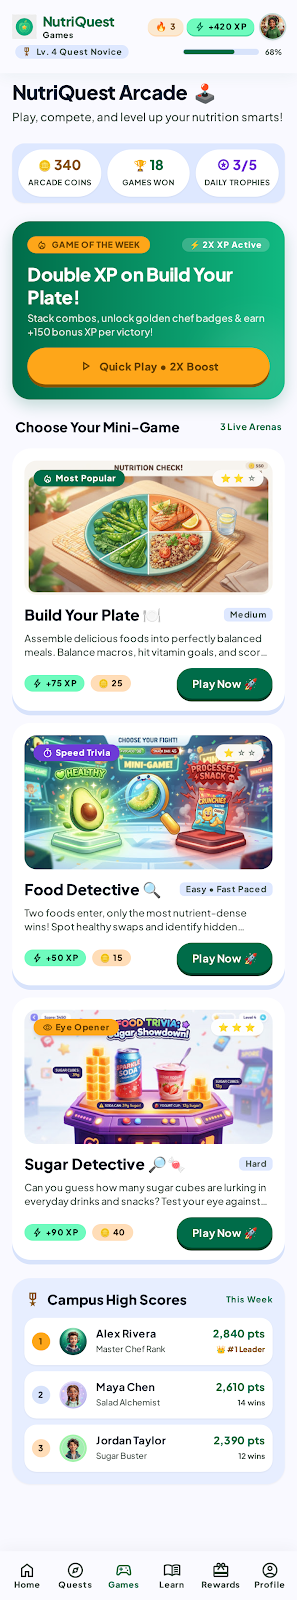 NutriQuest
Games
🔥 3
+420 XP
🎖️ Lv. 4 Quest Novice
68%
NutriQuest Arcade 🕹️
Play, compete, and level up your nutrition smarts!
🪙 340
ARCADE COINS
🏆 18
GAMES WON
3/5
DAILY TROPHIES
GAME OF THE WEEK
⚡ 2X XP Active
Double XP on Build Your
Plate!
Stack combos, unlock golden chef badges & earn
+150 bonus XP per victory!
Quick Play • 2X Boost
Choose Your Mini-Game
3 Live Arenas
NUTRITION CHECK!
Most Popular
Build Your Plate 🍽️
Medium
Assemble delicious foods into perfectly balanced
meals. Balance macros, hit vitamin goals, and scor...
+75 XP
🪙 25
Play Now 🚀
CHOOSE YOUR FIGHT!
Speed Trivia
MINI-GAME!
HEALTHY
PROCESSED
SNACK
CRUNCHIES
Food Detective 🔍
Easy • Fast Paced
Two foods enter, only the most nutrient-dense
wins! Spot healthy swaps and identify hidden...
+50 XP
🪙 15
Play Now 🚀
Eye Opener
FOOD TRIVIA:
Sugar Showdown!
SPARKLE
SODA
SUGAR CUBES:
SUGAR CUBES:
Sugar Detective 🔎🍬
Hard
Can you guess how many sugar cubes are lurking in
everyday drinks and snacks? Test your eye against...
+90 XP
🪙 40
Play Now 🚀
Campus High Scores
This Week
1
Alex Rivera
2,840 pts
Master Chef Rank
👑 #1 Leader
2
Maya Chen
2,610 pts
Salad Alchemist
14 wins
3
Jordan Taylor
2,390 pts
Sugar Buster
12 wins
Home
Quests
Games
Learn
Rewards
Profile